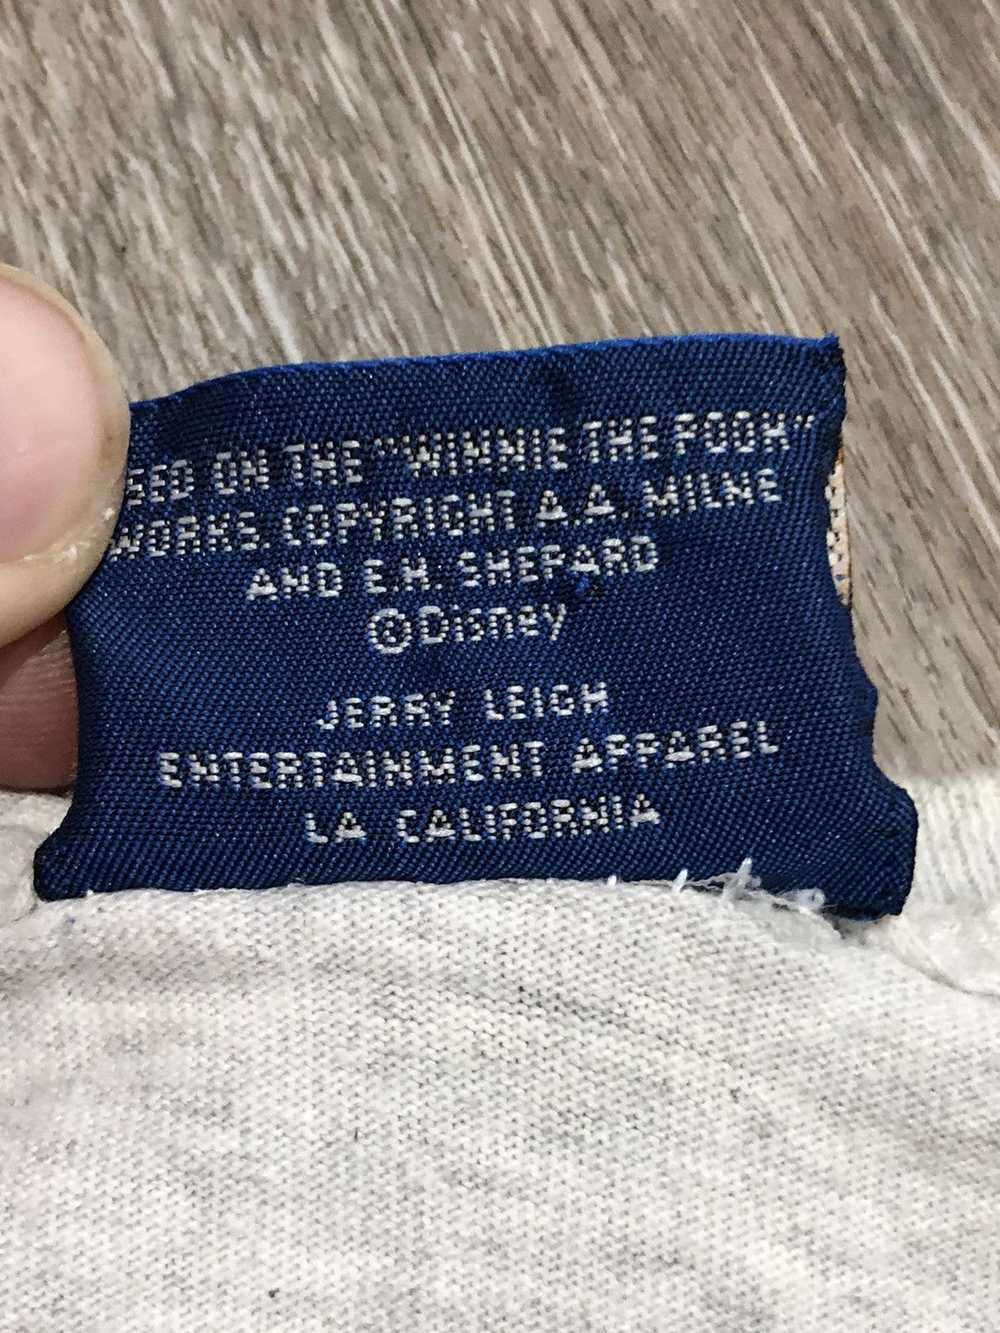 SED ON THE "WINNIE THE POOH"
WORKS COPYRIGHT A.A. MILNE
AND E.H. SHEPARD
©Disney
JERRY LEIGH
ENTERTAINMENT APPAREL
LA CALIFORNIA